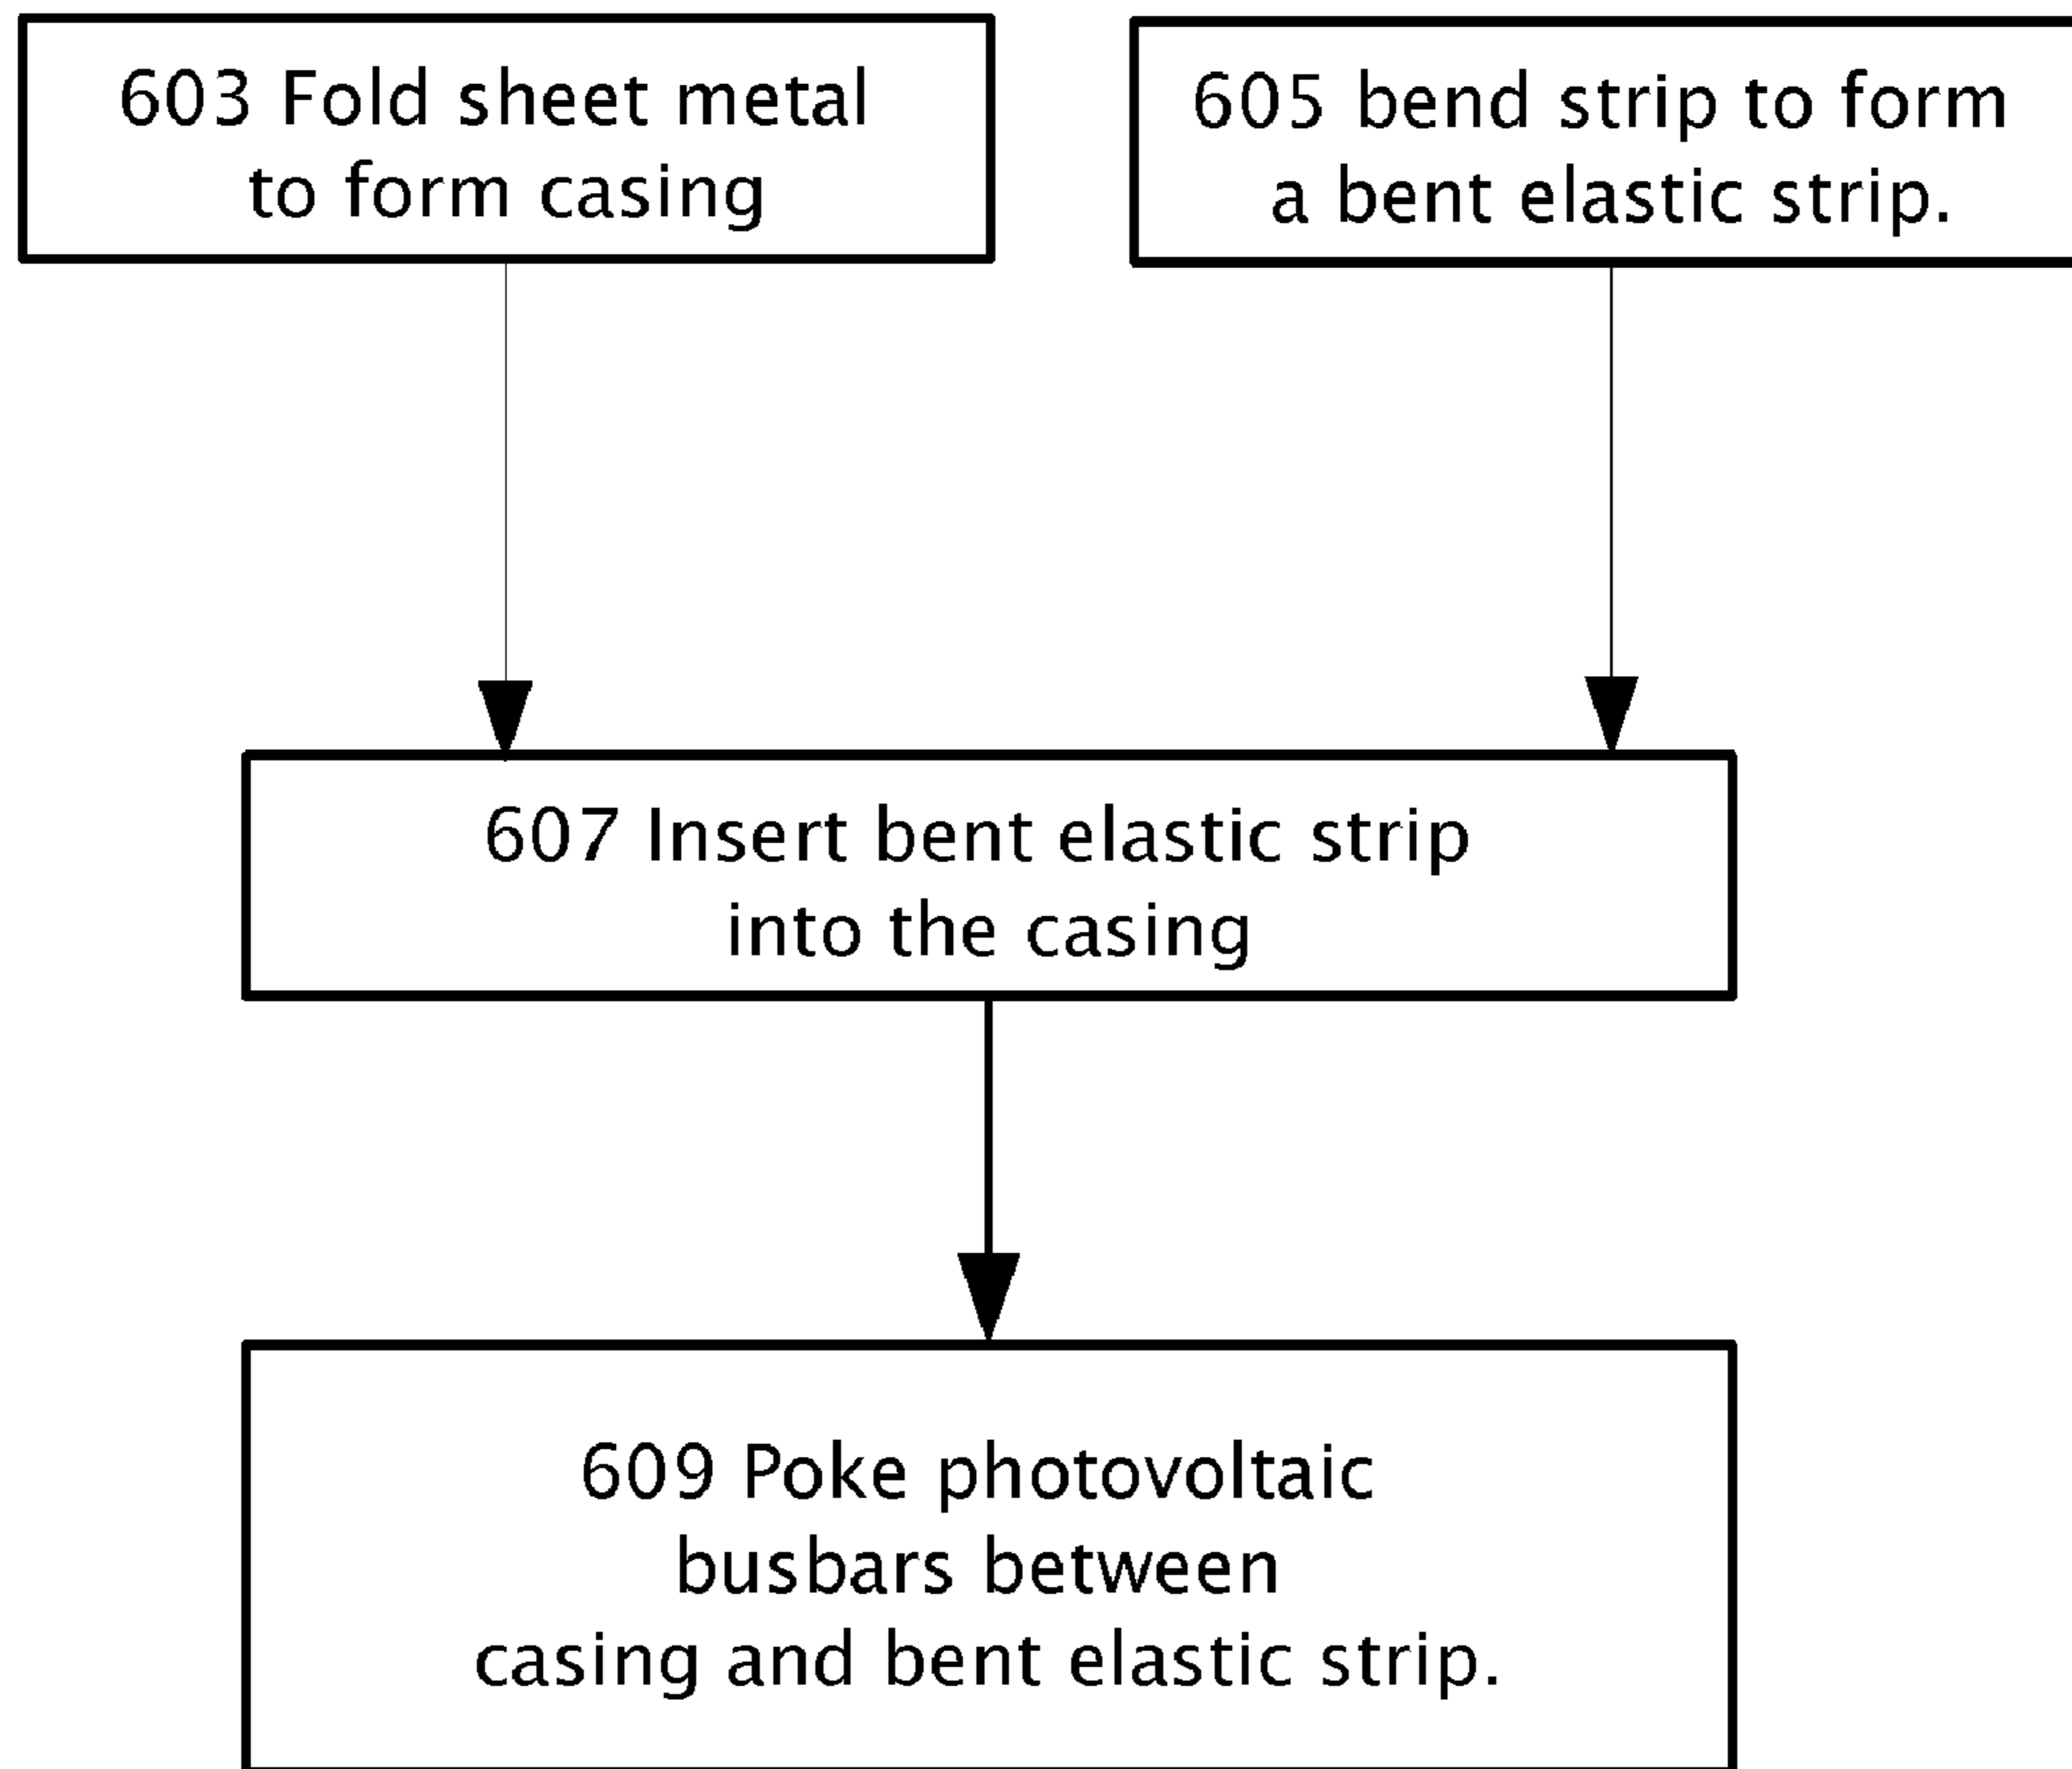 603 Fold sheet metal
to form casing
605 bend strip to form
a bent elastic strip.
607 Insert bent elastic strip
into the casing
609 Poke photovoltaic
busbars between
casing and bent elastic strip.